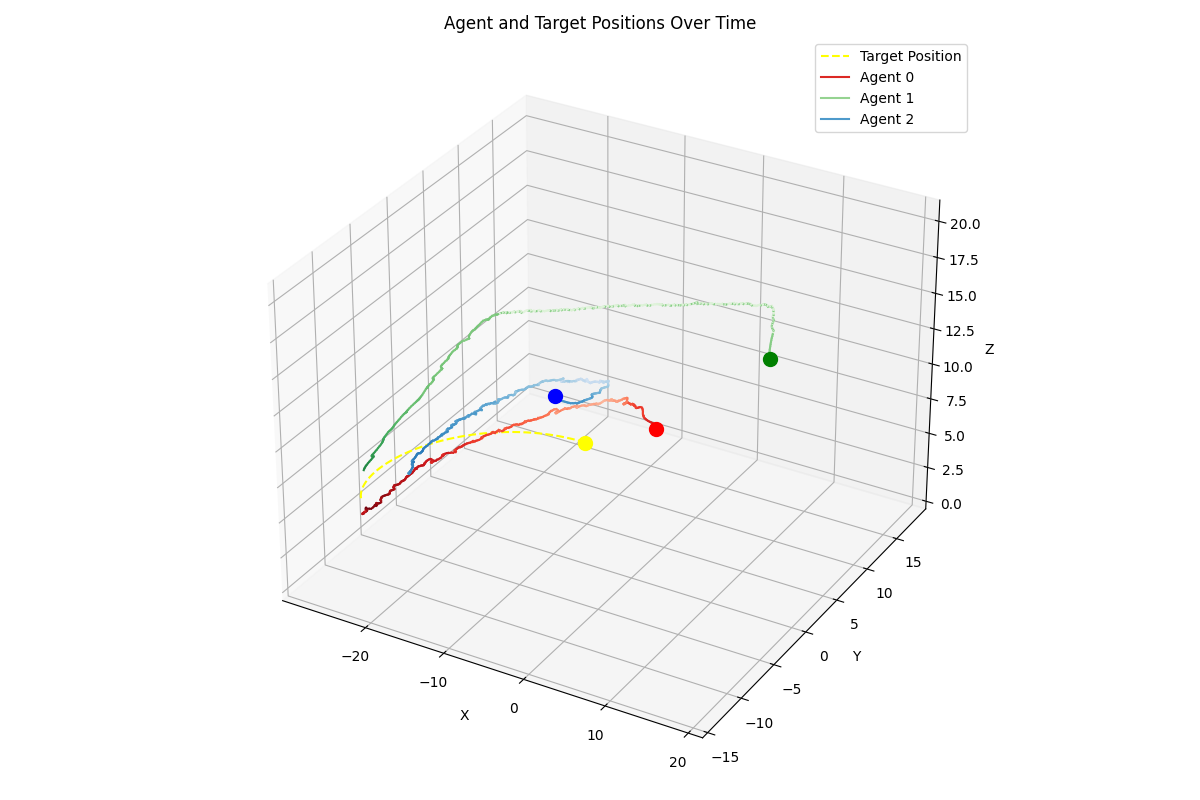 Agent and Target Positions Over Time
Target Position
Agent 0
Agent 1
Agent 2
20.0
17.5
15.0
12.5
10.0
7.5
5.0
2.5
0.0
Z
15
10
5
0
−5
−10
−15
Y
−20
−10
0
10
20
X